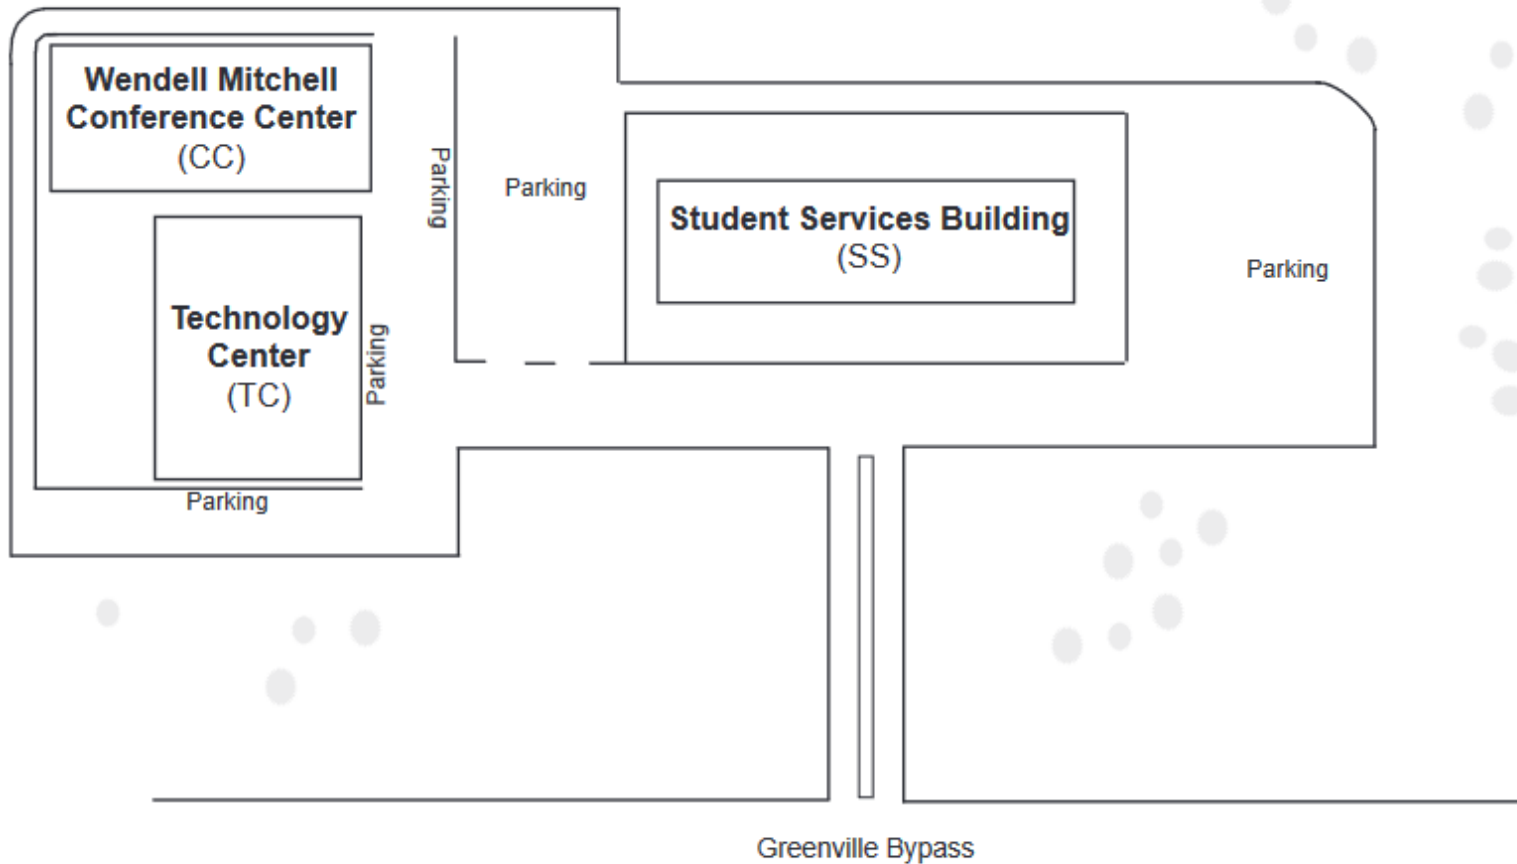 Wendell Mitchell
Conference Center
(CC)
Parking
Parking
Student Services Building
(SS)
Parking
Technology
Center
(TC)
Parking
Parking
Greenville Bypass